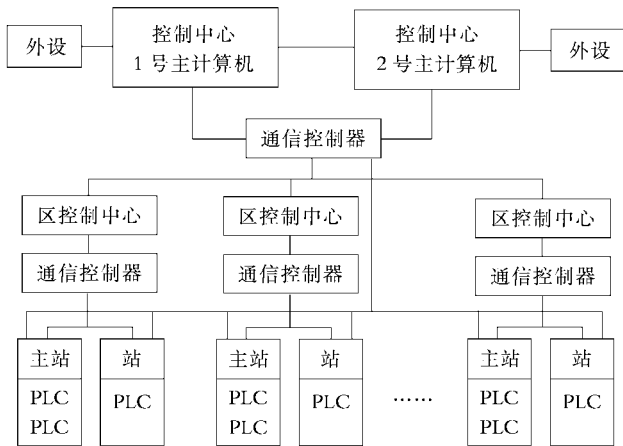 外设
控制中心
1号主计算机
控制中心
2号主计算机
外设
通信控制器
区控制中心
区控制中心
区控制中心
通信控制器
通信控制器
通信控制器
主站
站
主站
站
主站
站
PLC
PLC
PLC
PLC
PLC
PLC
……
PLC
PLC
PLC